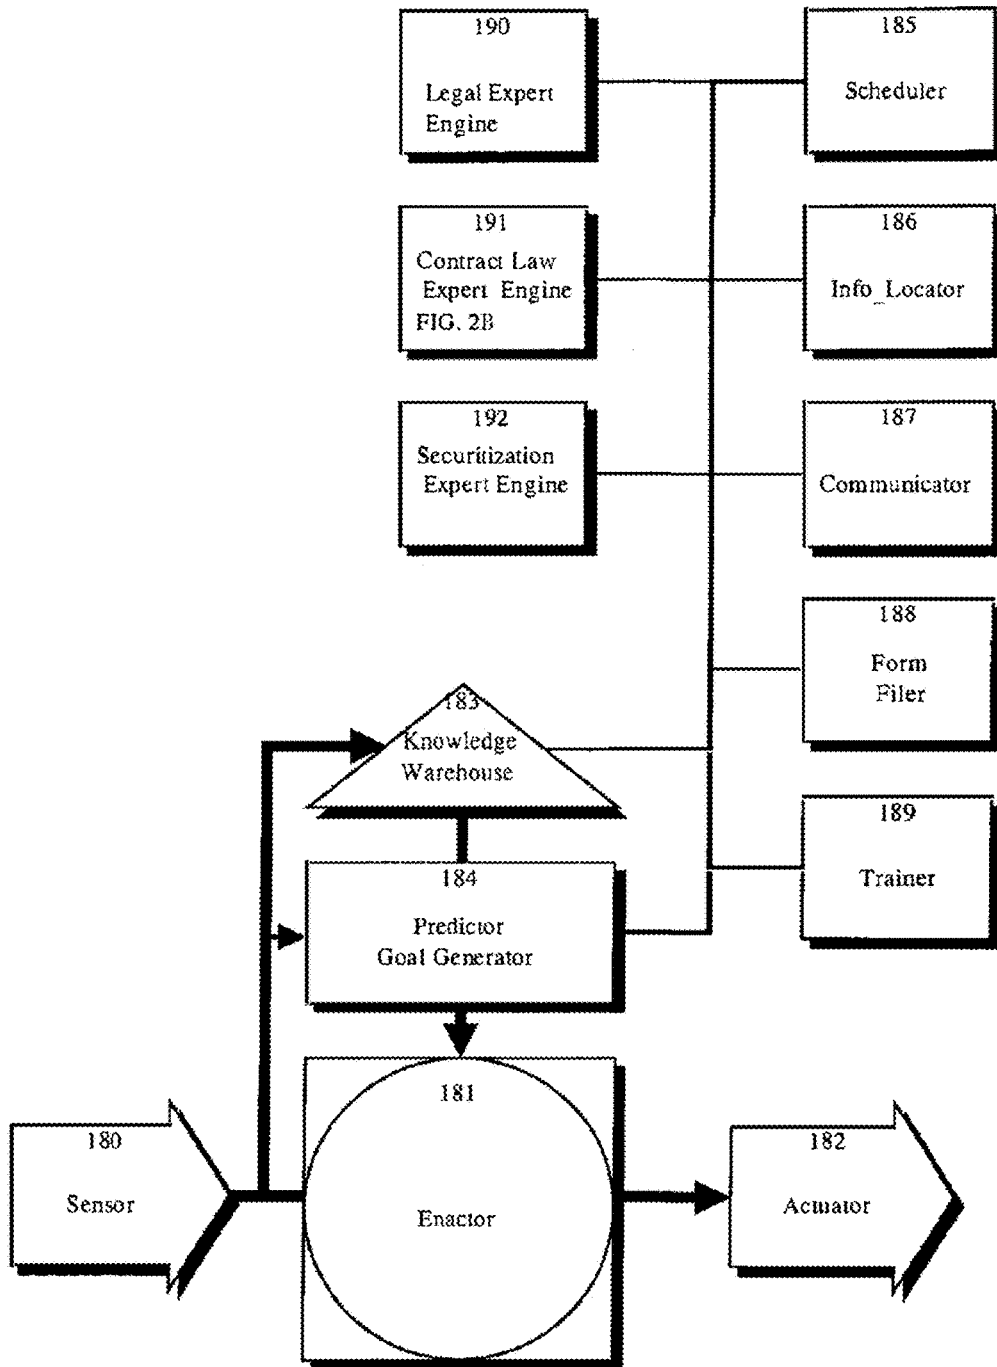 190
Legal Expert
Engine
185
Scheduler
191
Contract Law
Expert Engine
FIG. 2B
186
Info_Locator
192
Securitization
Expert Engine
187
Communicator
188
Form
Filer
183
Knowledge
Warehouse
189
Trainer
184
Predictor
Goal Generator
181
Enactor
180
Sensor
182
Actuator